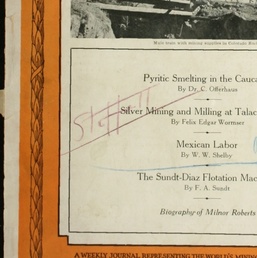 Pyritic Smelting in the Cauca
By Dr. C. Offerhaus
Silver Mining and Milling at Talac
By Felix Edgar Wormser
Mexican Labor
By W. W. Shelby
The Sundt-Diaz Flotation Mac
By F. A. Sundt
Biography of Milnor Roberts
A WEEKLY JOURNAL REPRESENTING THE WORLD'S MINING